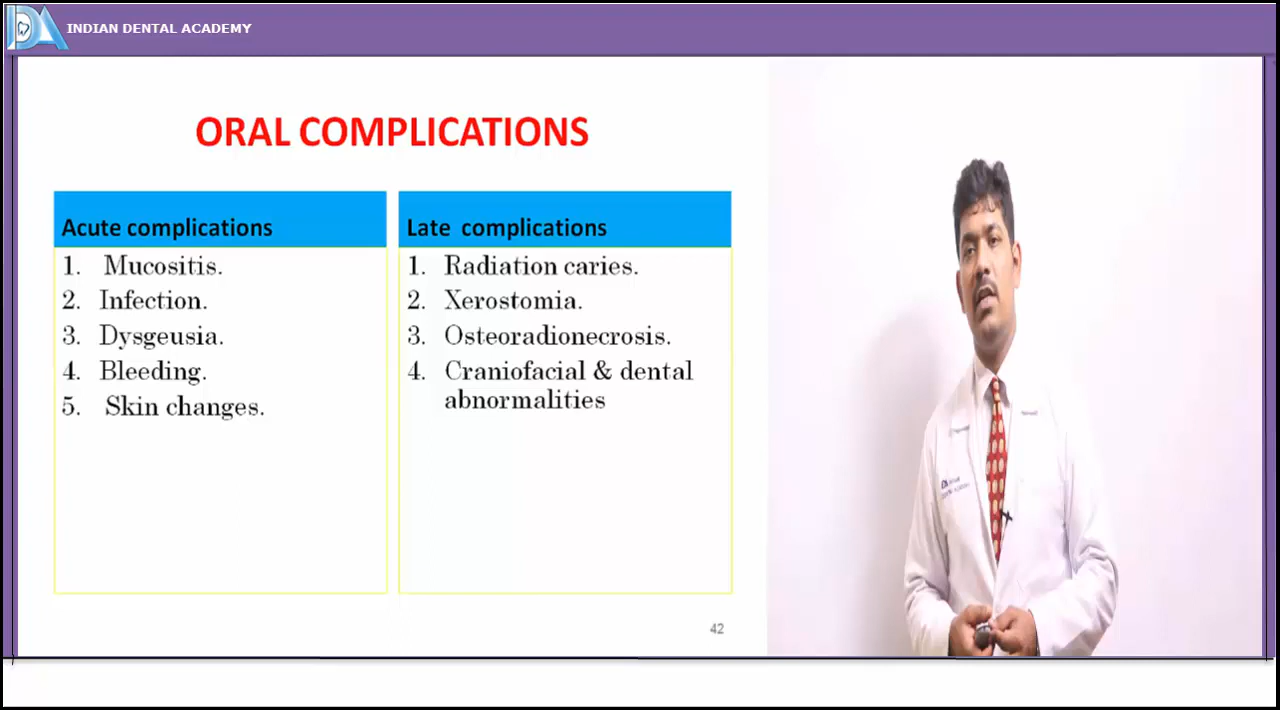 INDIAN DENTAL ACADEMY
ORAL COMPLICATIONS
Acute complications
1. Mucositis.
2. Infection.
3. Dysgeusia.
4. Bleeding.
5. Skin changes.
Late complications
1. Radiation caries.
2. Xerostomia.
3. Osteoradionecrosis.
4. Craniofacial & dental
abnormalities
42